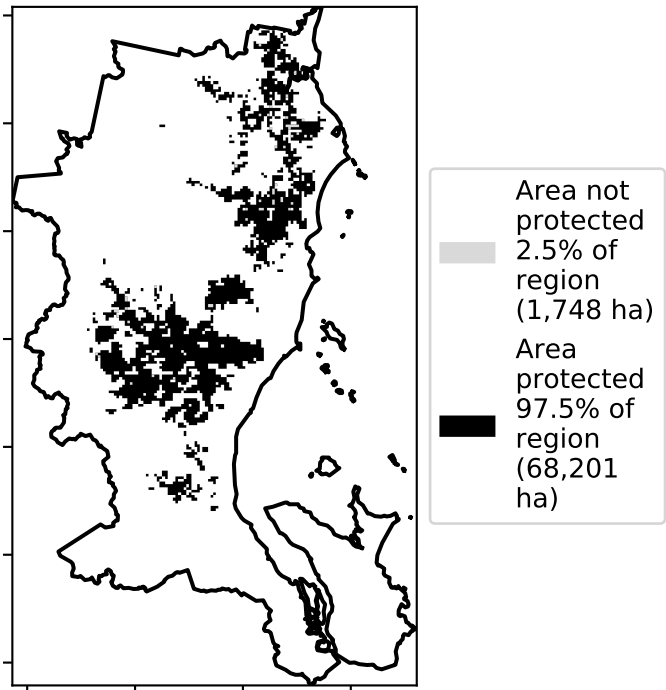 Area not
protected
2.5% of
region
(1,748 ha)
Area
protected
97.5% of
region
(68,201
ha)